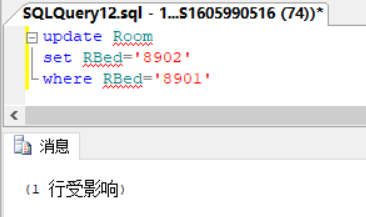 SQLQuery12.sql - 1...S1605990516 (74))*
update Room
set RBed='8902'
where RBed='8901'
消息
(1 行受影响)